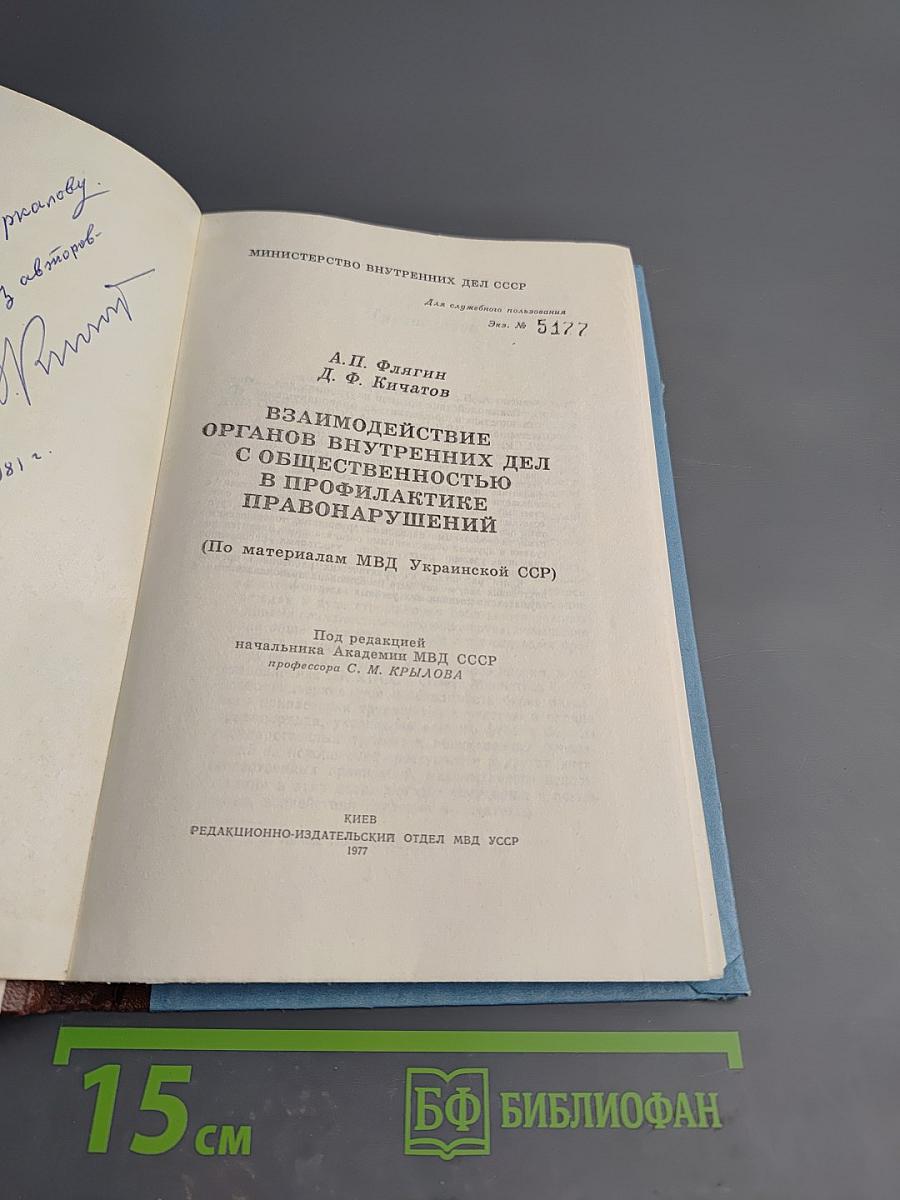 ркалову.
з авторов-
81 г.
МИНИСТЕРСТВО ВНУТРЕННИХ ДЕЛ СССР
Для служебного пользования
Экз. № 5177
А. П. Флягин
Д. Ф. Кичатов
ВЗАИМОДЕЙСТВИЕ
ОРГАНОВ ВНУТРЕННИХ ДЕЛ
С ОБЩЕСТВЕННОСТЬЮ
В ПРОФИЛАКТИКЕ
ПРАВОНАРУШЕНИЙ
(По материалам МВД Украинской ССР)
Под редакцией
начальника Академии МВД СССР
профессора С. М. КРЫЛОВА
КИЕВ
РЕДАКЦИОННО-ИЗДАТЕЛЬСКИЙ ОТДЕЛ МВД УССР
1977
15 см
БФ БИБЛИОФАН